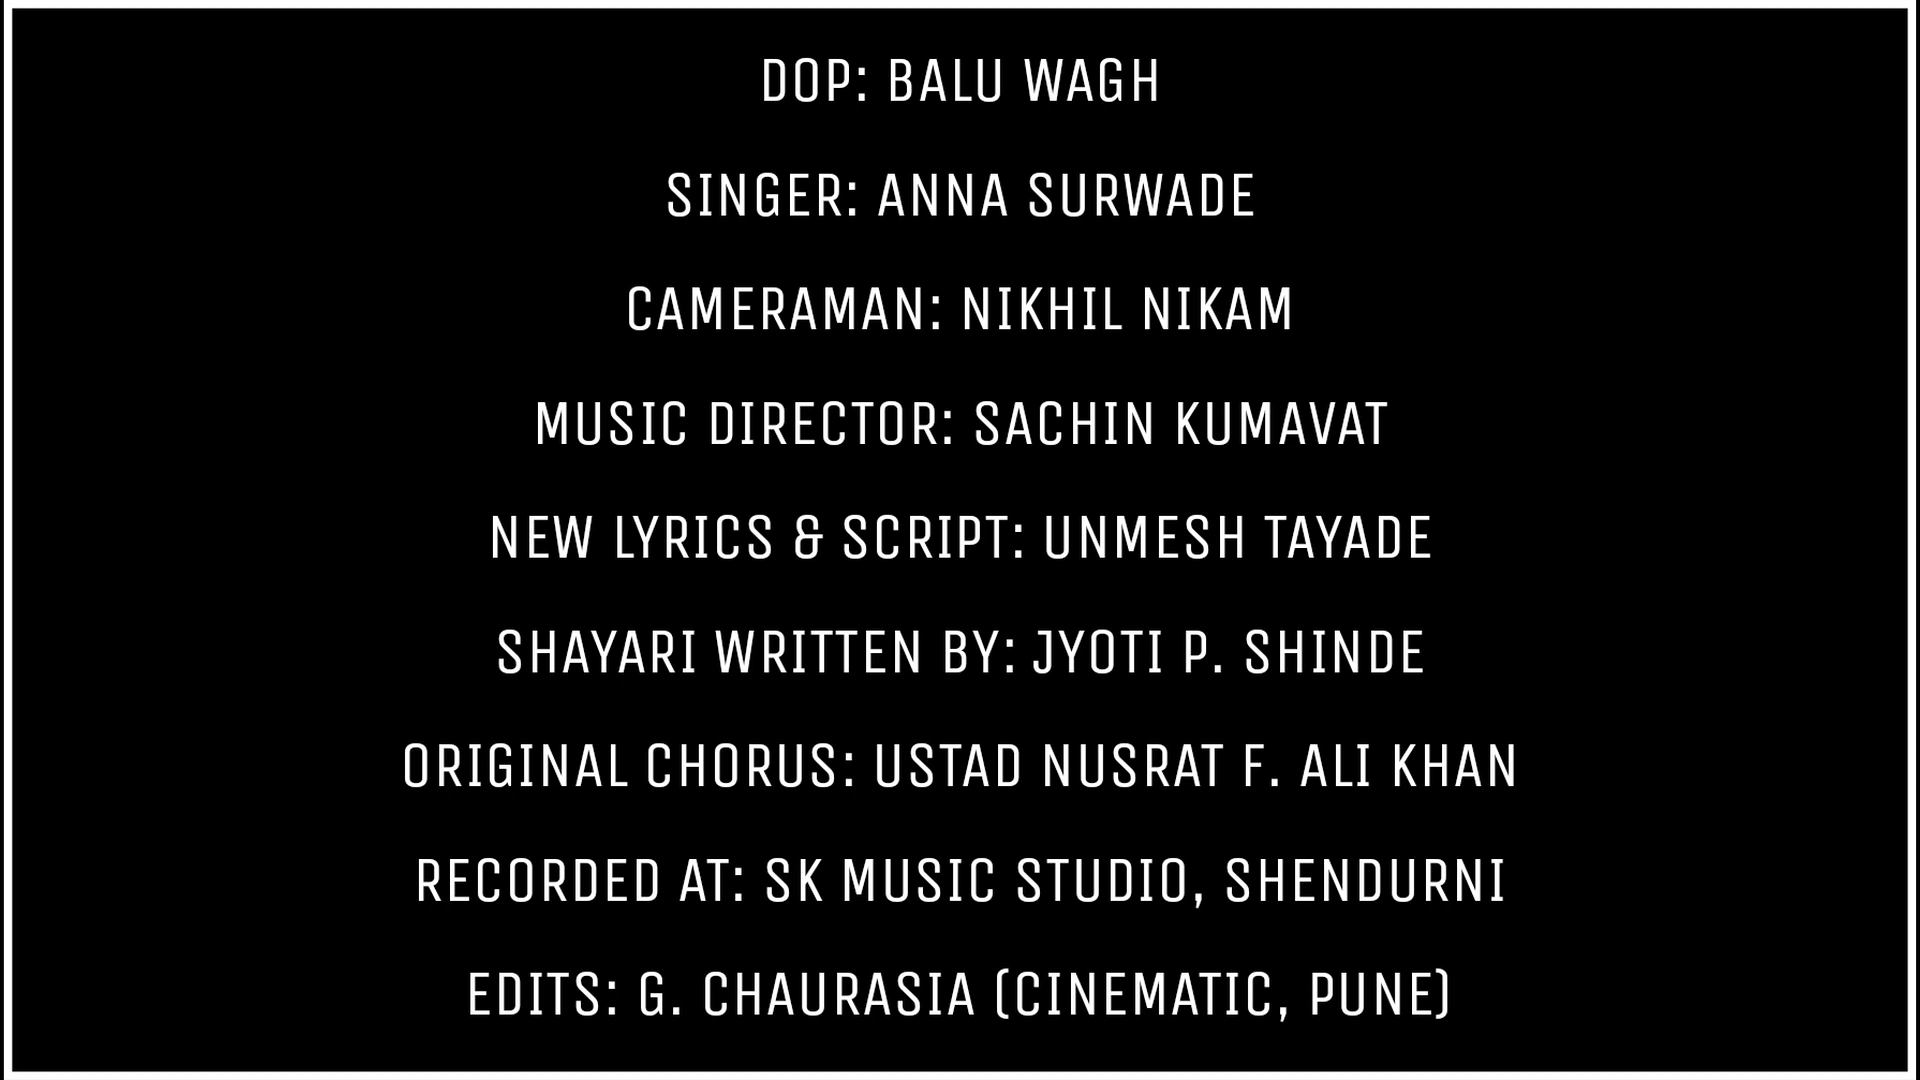 DOP: BALU WAGH
SINGER: ANNA SURWADE
CAMERAMAN: NIKHIL NIKAM
MUSIC DIRECTOR: SACHIN KUMAVAT
NEW LYRICS & SCRIPT: UNMESH TAYADE
SHAYARI WRITTEN BY: JYOTI P. SHINDE
ORIGINAL CHORUS: USTAD NUSRAT F. ALI KHAN
RECORDED AT: SK MUSIC STUDIO, SHENDURNI
EDITS: G. CHAURASIA (CINEMATIC, PUNE)